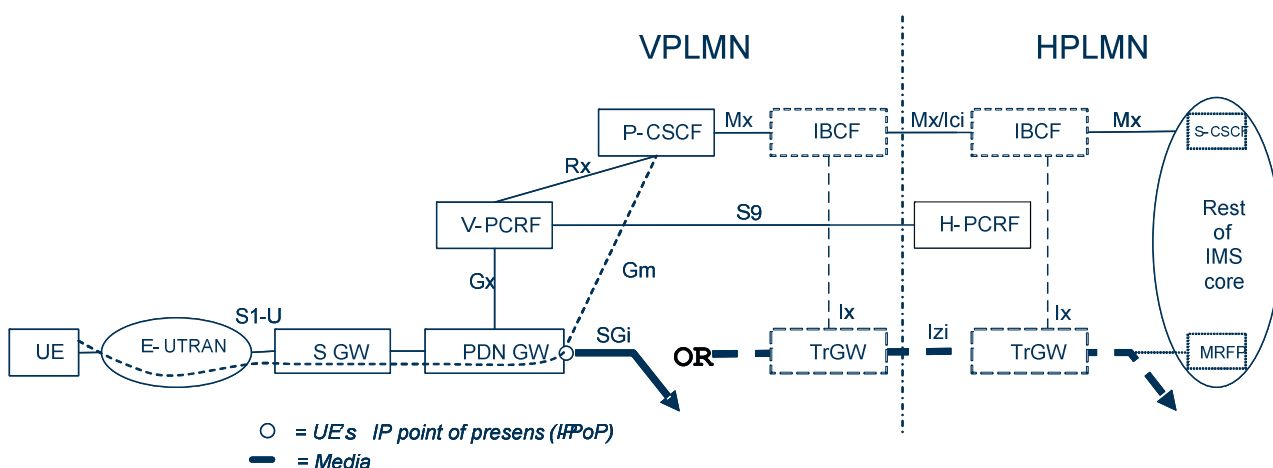 VPLMN
HPLMN
P-CSCF
Mx
IBCF
Mx/Ici
IBCF
Mx
S-CSCF
Rx
V-PCRF
S9
H-PCRF
Rest
of
IMS
core
Gx
Gm
S1-U
Ix
Ix
UE
E-UTRAN
S GW
PDN GW
SGi
OR
TrGW
Izi
TrGW
MRFP
= UE's IP point of presens (IP PoP)
= Media